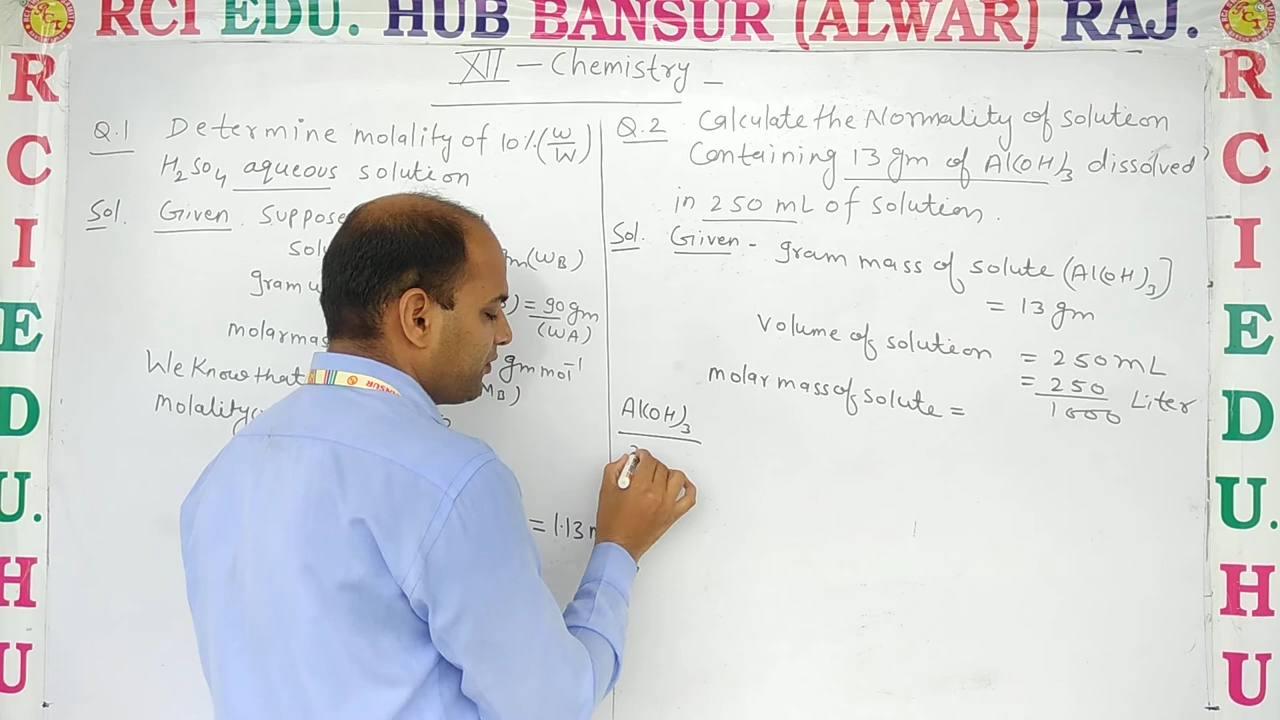 RCI EDU. HUB BANSUR (ALWAR) RAJ.
R
C
I
E
D
U.
H
U
XII - Chemistry
Q.1 Determine molality of 10%(w/W)
H₂SO₄ aqueous solution
Sol. Given. Suppose
gm(WB)
gram
) = 90 gm
(WA)
molar mas
gm mol⁻¹
We Know that
MB)
Molality
= 1.13
Q.2 Calculate the Normality of solution
Containing 13 gm of Al(OH)₃ dissolved
in 250 mL of solution.
Sol. Given - gram mass of solute (Al(OH)₃]
= 13 gm
Volume of solution = 250 mL
= 250/1000 Liter
molar mass of solute =
Al(OH)₃
BANSUR
R
C
I
E
D
U.
H
U